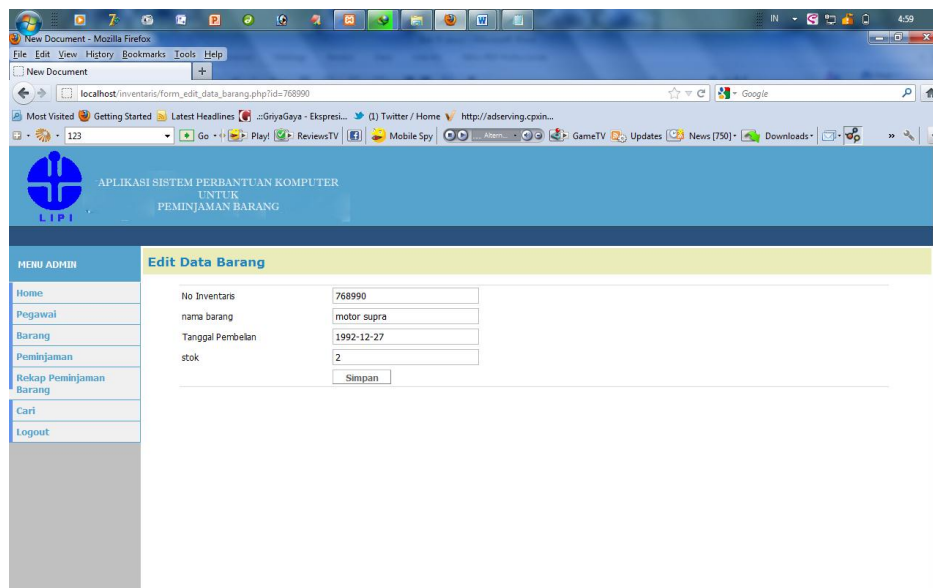 IN 4:59
New Document - Mozilla Firefox
File Edit View History Bookmarks Tools Help
New Document +
localhost/inventaris/form_edit_data_barang.php?id=768990 Google
Most Visited Getting Started Latest Headlines .::GriyaGaya - Ekspresi... (1) Twitter / Home http://adserving.cpxin...
123 Go Play! ReviewsTV Mobile Spy GameTV Updates News [750] Downloads »
APLIKASI SISTEM PERBANTUAN KOMPUTER
UNTUK
PEMINJAMAN BARANG
LIPI
MENU ADMIN
Home
Pegawai
Barang
Peminjaman
Rekap Peminjaman
Barang
Cari
Logout
Edit Data Barang
No Inventaris 768990
nama barang motor supra
Tanggal Pembelian 1992-12-27
stok 2
Simpan